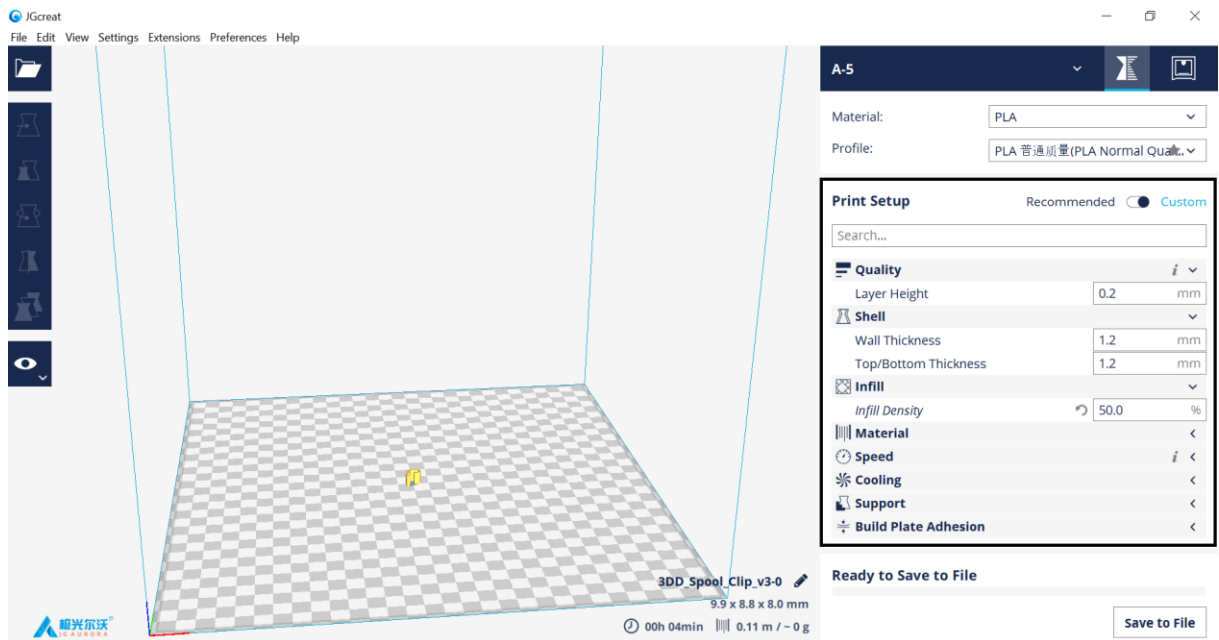 JGcreat
File Edit View Settings Extensions Preferences Help
A-5
Material: PLA
Profile: PLA 普通质量(PLA Normal Qual...
Print Setup Recommended Custom
Search...
Quality i
Layer Height 0.2 mm
Shell
Wall Thickness 1.2 mm
Top/Bottom Thickness 1.2 mm
Infill
Infill Density 50.0 %
Material
Speed i
Cooling
Support
Build Plate Adhesion
3DD_Spool_Clip_v3-0
9.9 x 8.8 x 8.0 mm
00h 04min 0.11 m / ~ 0 g
Ready to Save to File
Save to File
极光尔沃®
JGAURORA